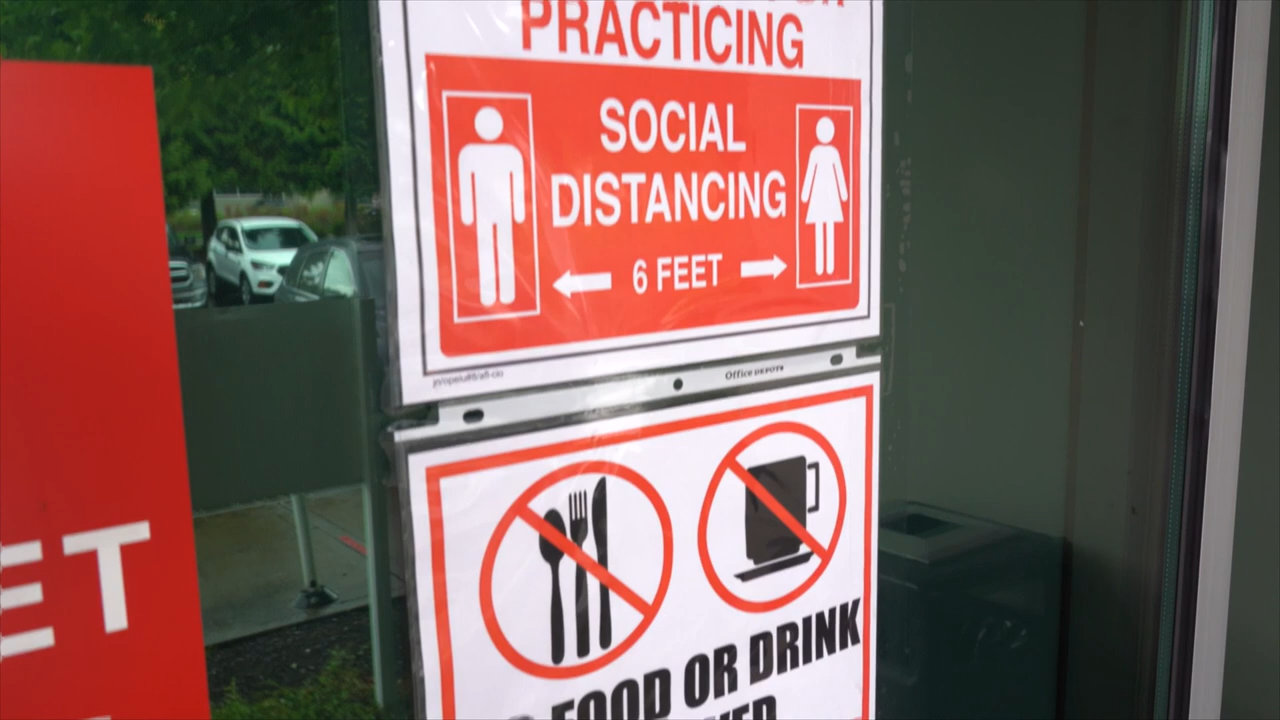 PRACTICING
SOCIAL
DISTANCING
6 FEET
Office DEPOT
FOOD OR DRINK
ET